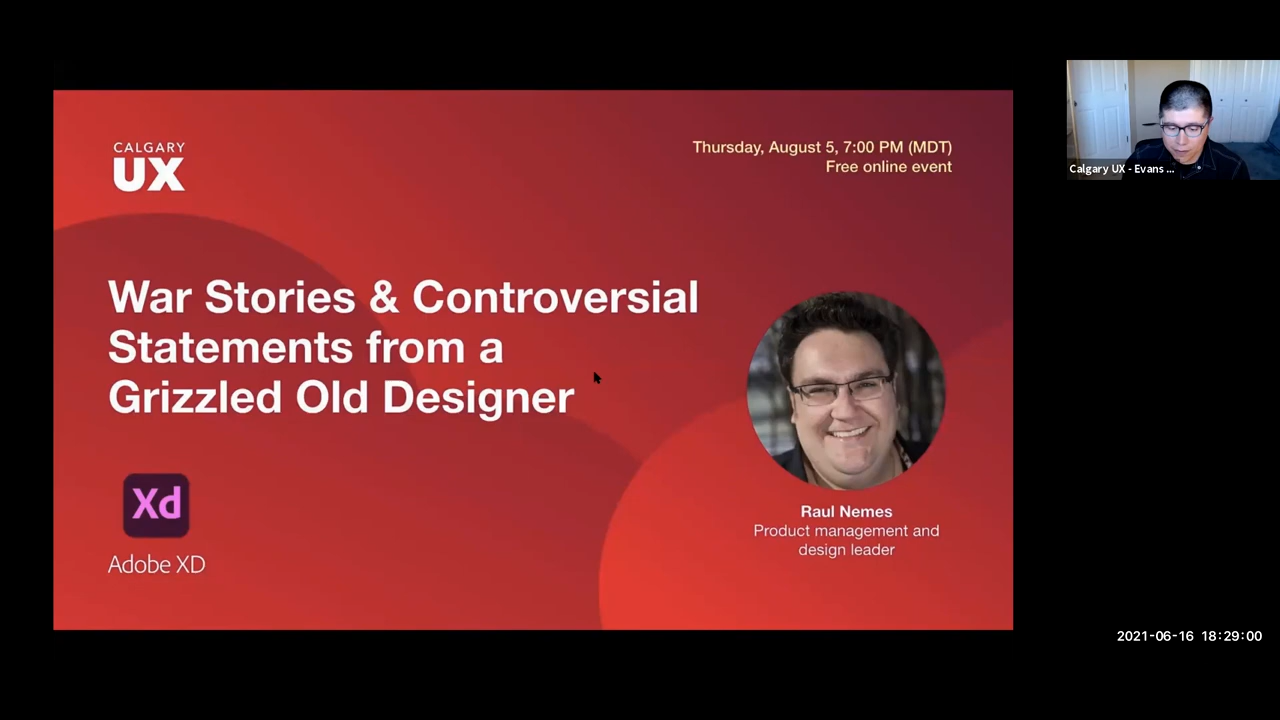 CALGARY
UX
Thursday, August 5, 7:00 PM (MDT)
Free online event
War Stories & Controversial
Statements from a
Grizzled Old Designer
Xd
Adobe XD
Raul Nemes
Product management and
design leader
Calgary UX - Evans ...
2021-06-16 18:29:00